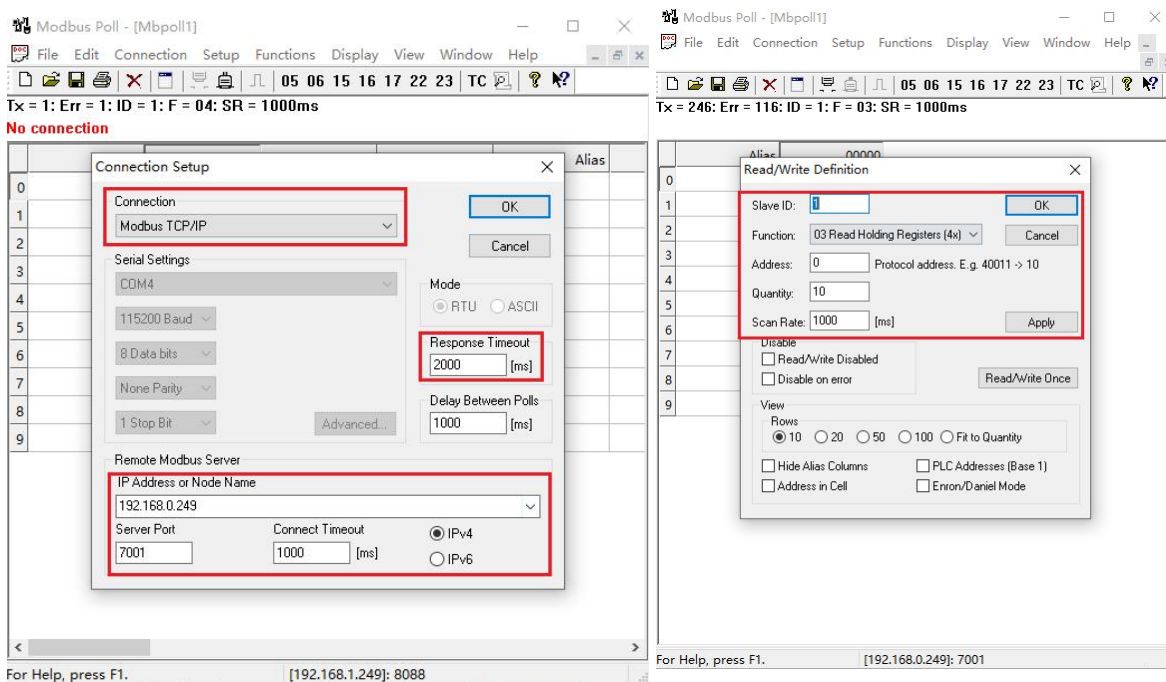 Modbus Poll - [Mbpoll1]
File Edit Connection Setup Functions Display View Window Help
05 06 15 16 17 22 23 TC
Tx = 1: Err = 1: ID = 1: F = 04: SR = 1000ms
No connection
Alias
0
1
2
3
4
5
6
7
8
9
Connection Setup
Connection
Modbus TCP/IP
OK
Cancel
Serial Settings
COM4
115200 Baud
8 Data bits
None Parity
1 Stop Bit
Advanced...
Mode
RTU ASCII
Response Timeout
2000 [ms]
Delay Between Polls
1000 [ms]
Remote Modbus Server
IP Address or Node Name
192.168.0.249
Server Port Connect Timeout
7001 1000 [ms]
IPv4
IPv6
For Help, press F1. [192.168.1.249]: 8088
Modbus Poll - [Mbpoll1]
File Edit Connection Setup Functions Display View Window Help
05 06 15 16 17 22 23 TC
Tx = 246: Err = 116: ID = 1: F = 03: SR = 1000ms
Alias 00000
0
1
2
3
4
5
6
7
8
9
Read/Write Definition
Slave ID: 1 OK
Function: 03 Read Holding Registers (4x) Cancel
Address: 0 Protocol address. E.g. 40011 -> 10
Quantity: 10
Scan Rate: 1000 [ms] Apply
Disable
Read/Write Disabled
Disable on error
Read/Write Once
View
Rows
10 20 50 100 Fit to Quantity
Hide Alias Columns PLC Addresses (Base 1)
Address in Cell Enron/Daniel Mode
For Help, press F1. [192.168.0.249]: 7001